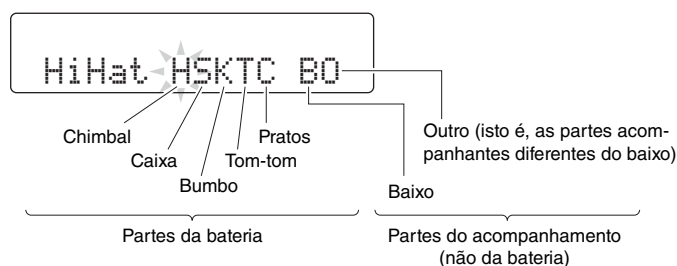 HiHat HSKTC BO
Chimbal
Pratos
Caixa
Tom-tom
Bumbo
Outro (isto é, as partes acom-
panhantes diferentes do baixo)
Baixo
Partes da bateria
Partes do acompanhamento
(não da bateria)